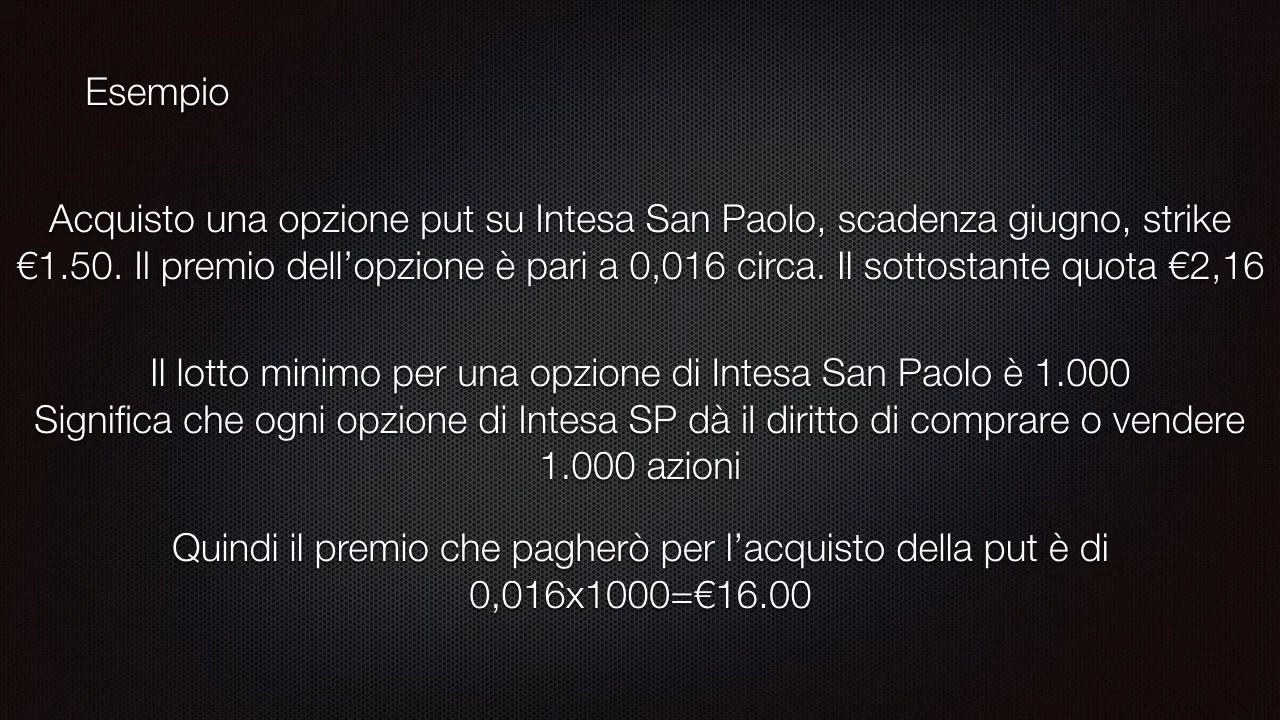 Esempio
Acquisto una opzione put su Intesa San Paolo, scadenza giugno, strike
€1.50. Il premio dell’opzione è pari a 0,016 circa. Il sottostante quota €2,16
Il lotto minimo per una opzione di Intesa San Paolo è 1.000
Significa che ogni opzione di Intesa SP dà il diritto di comprare o vendere
1.000 azioni
Quindi il premio che pagherò per l’acquisto della put è di
0,016x1000=€16.00